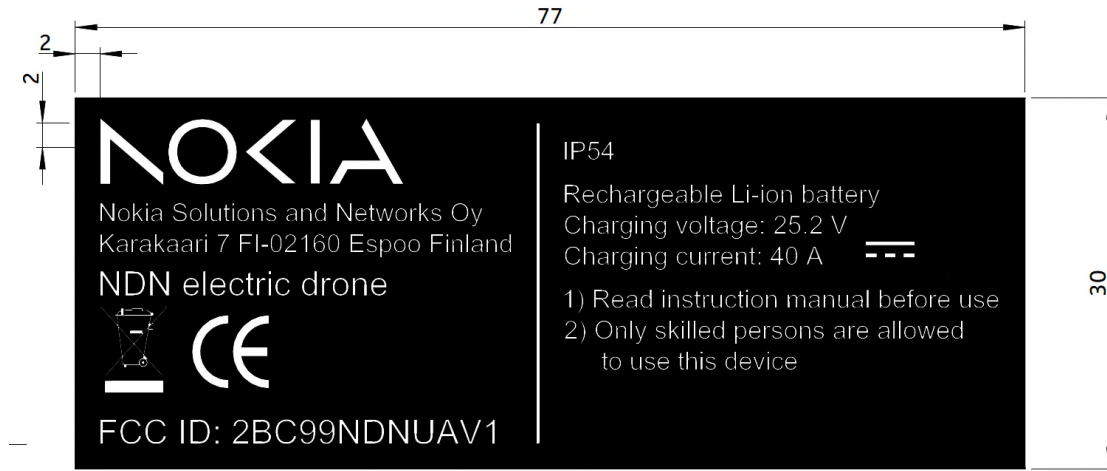 77
2
2
NOKIA
Nokia Solutions and Networks Oy
Karakaari 7 FI-02160 Espoo Finland
NDN electric drone
CE
FCC ID: 2BC99NDNUAV1
IP54
Rechargeable Li-ion battery
Charging voltage: 25.2 V
Charging current: 40 A
1) Read instruction manual before use
2) Only skilled persons are allowed
to use this device
30